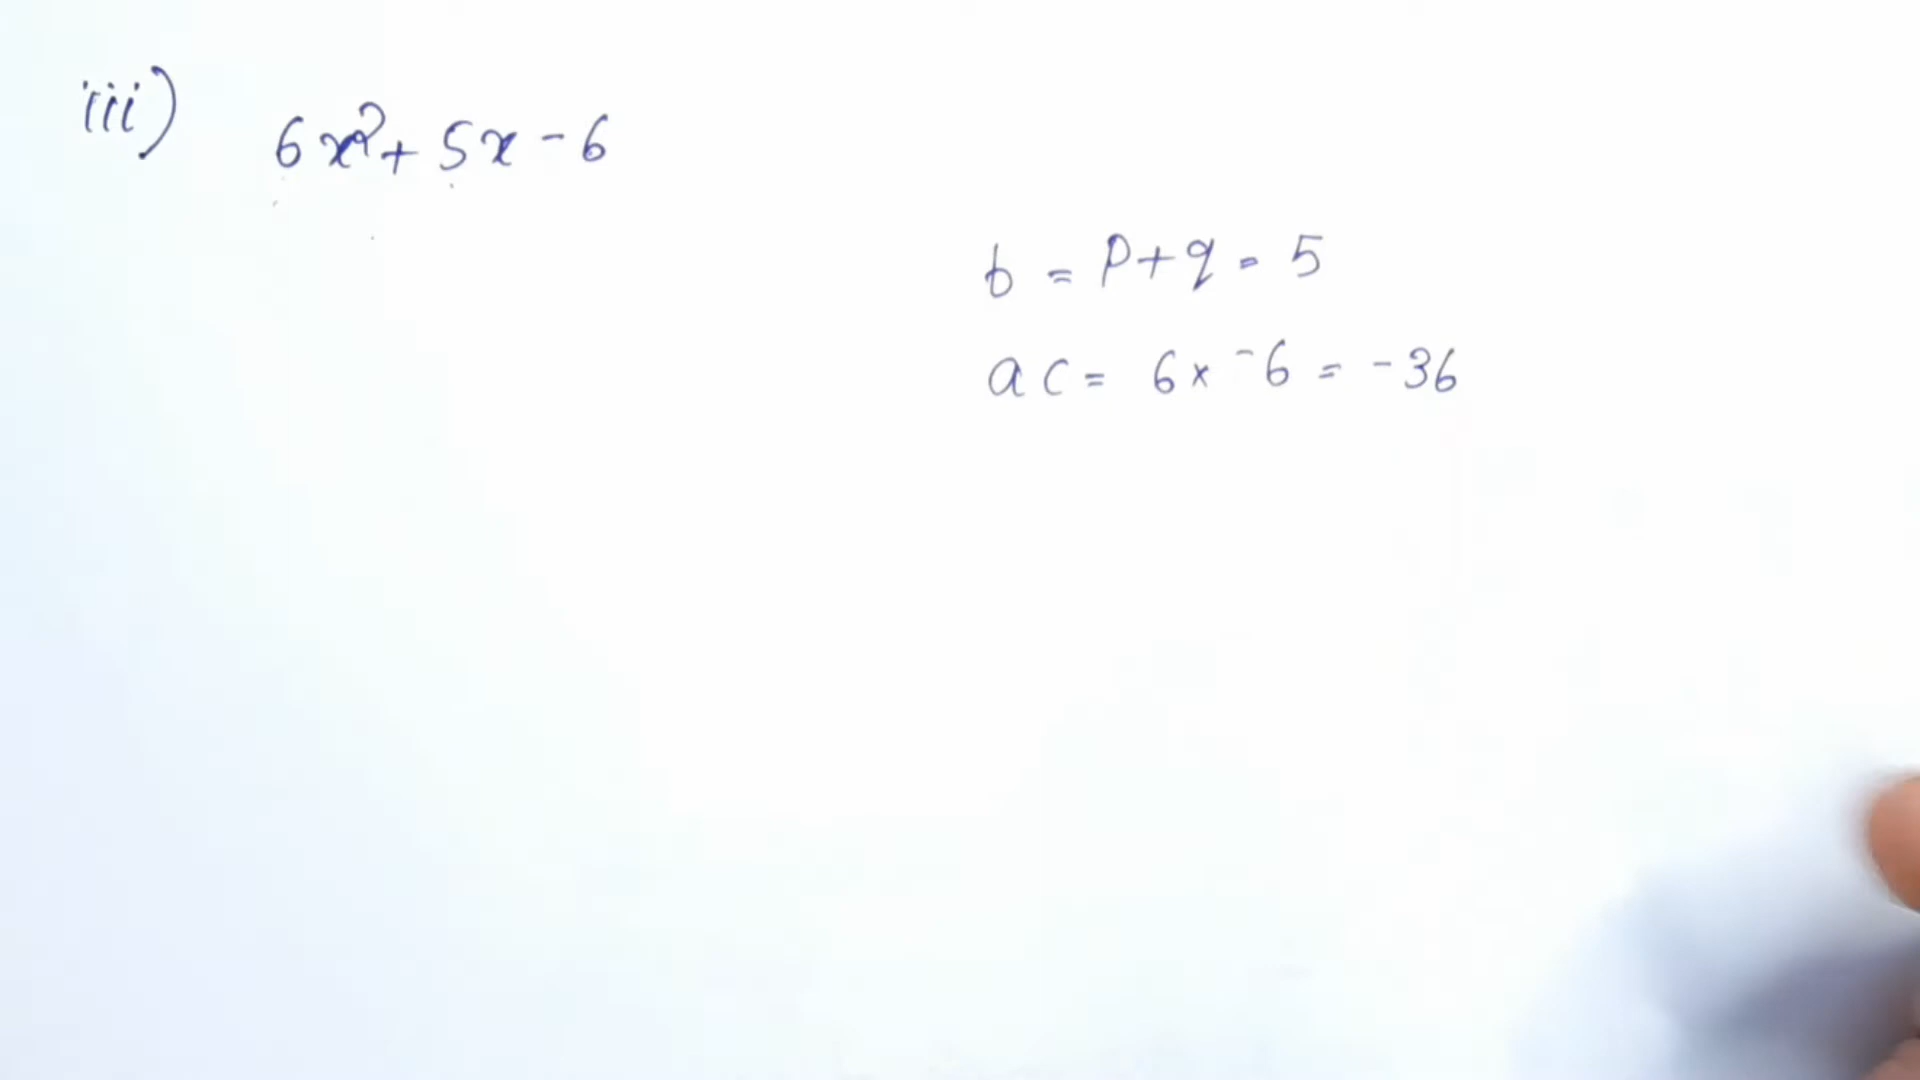 iii) 6x²+ 5x - 6
b = p+q = 5
ac = 6 x -6 = -36